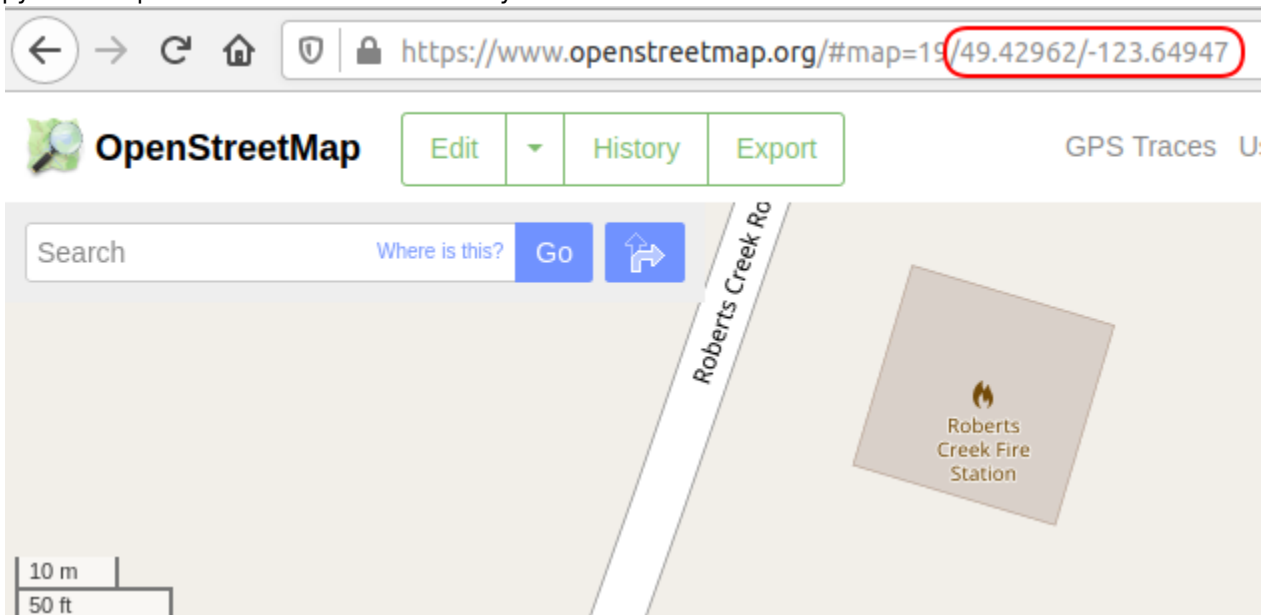 https://www.openstreetmap.org/#map=19/49.42962/-123.64947
OpenStreetMap
Edit
History
Export
GPS Traces
Search
Where is this?
Go
Roberts Creek Ro
Roberts
Creek Fire
Station
10 m
50 ft